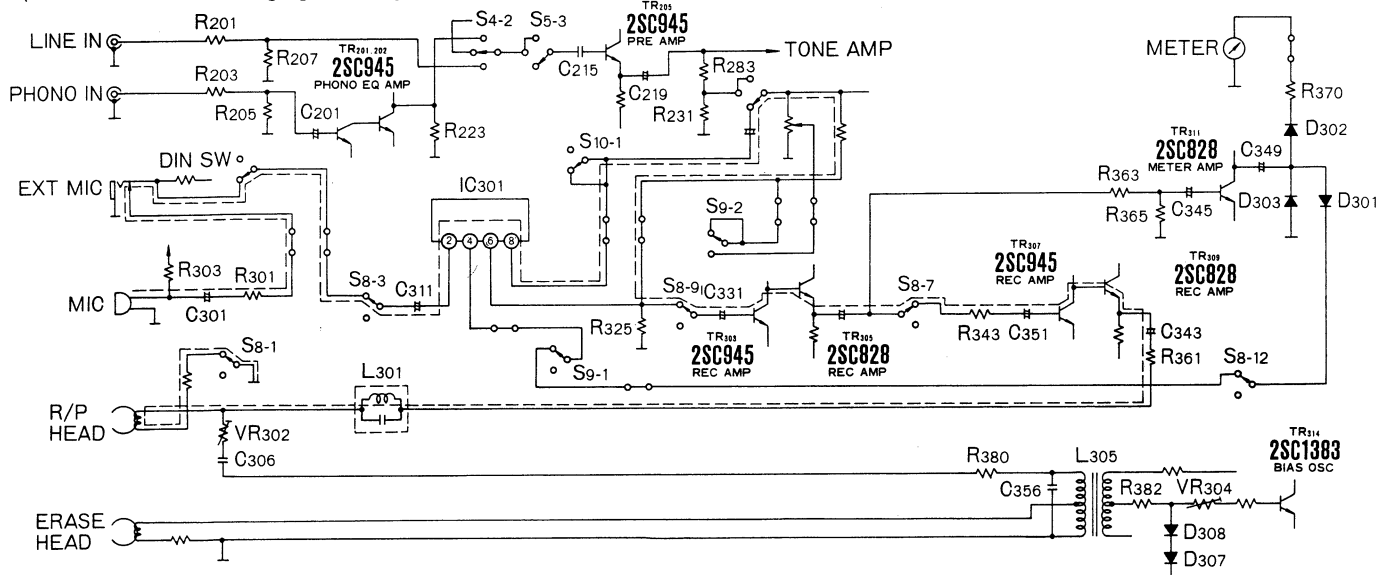 LINE IN
R201
R207
TR201, 202
2SC945
PHONO EQ AMP
S4-2
S5-3
TR205
2SC945
PRE AMP
C215
TONE AMP
METER
PHONO IN
R203
R205
C201
R223
C219
R283
R231
R370
D302
TR311
2SC828
METER AMP
C349
EXT MIC
DIN SW
S10-1
IC301
2
4
6
8
S9-2
R363
R365
C345
D303
D301
R303
MIC
C301
R301
S8-3
C311
R325
S8-9
C331
TR303
2SC945
REC AMP
TR305
2SC828
REC AMP
S8-7
R343
C351
TR307
2SC945
REC AMP
TR309
2SC828
REC AMP
C343
R361
S8-12
S8-1
S9-1
L301
R/P
HEAD
VR302
C306
R380
C356
L305
R382
VR304
TR314
2SC1383
BIAS OSC
D308
D307
ERASE
HEAD